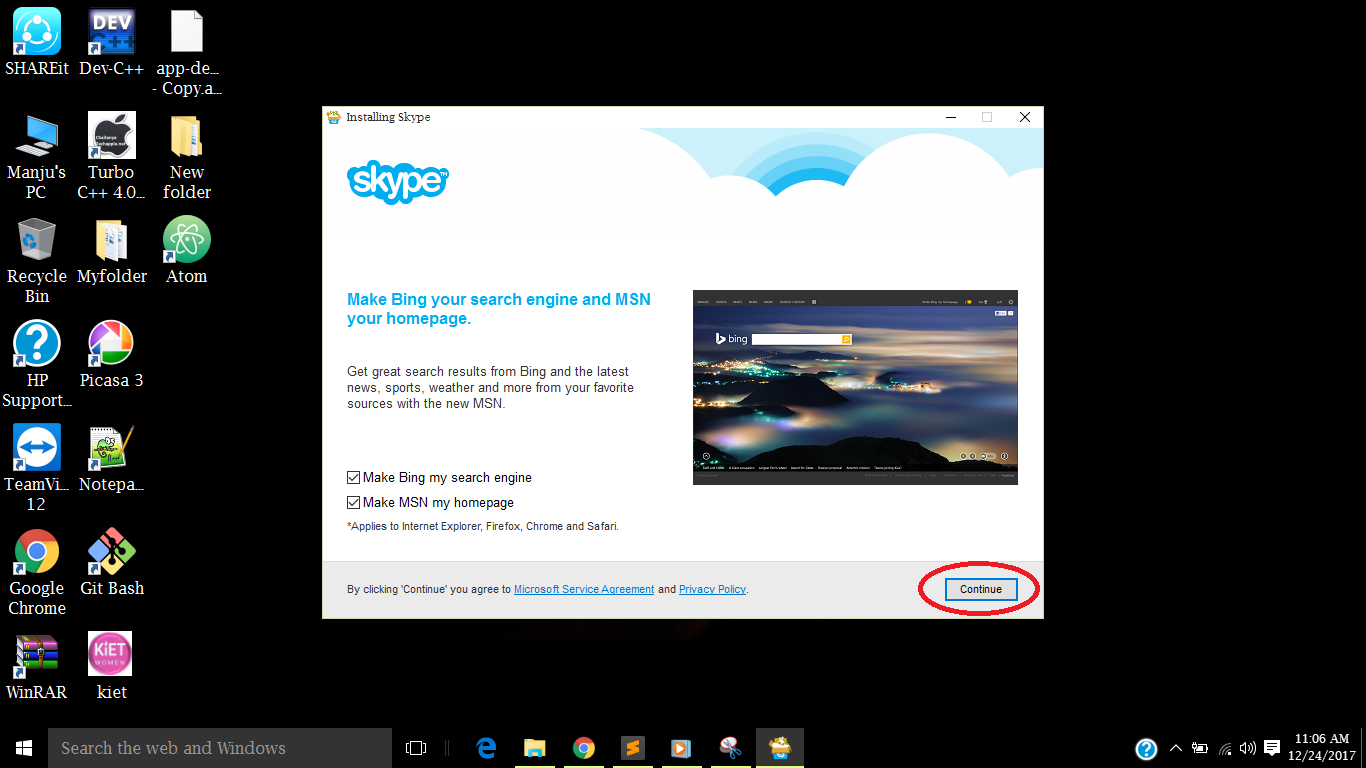 SHAREit
Dev-C++
app-de...
- Copy.a...
Manju's
PC
Turbo
C++ 4.0...
New
folder
Recycle
Bin
Myfolder
Atom
HP
Support...
Picasa 3
TeamVi...
12
Notepa...
Google
Chrome
Git Bash
WinRAR
KiET
WOMEN
kiet
DEV
C++
Installing Skype
skype™
Make Bing your search engine and MSN
your homepage.
Get great search results from Bing and the latest
news, sports, weather and more from your favorite
sources with the new MSN.
bing
Make Bing my search engine
Make MSN my homepage
*Applies to Internet Explorer, Firefox, Chrome and Safari.
By clicking 'Continue' you agree to Microsoft Service Agreement and Privacy Policy.
Continue
Search the web and Windows
11:06 AM
12/24/2017